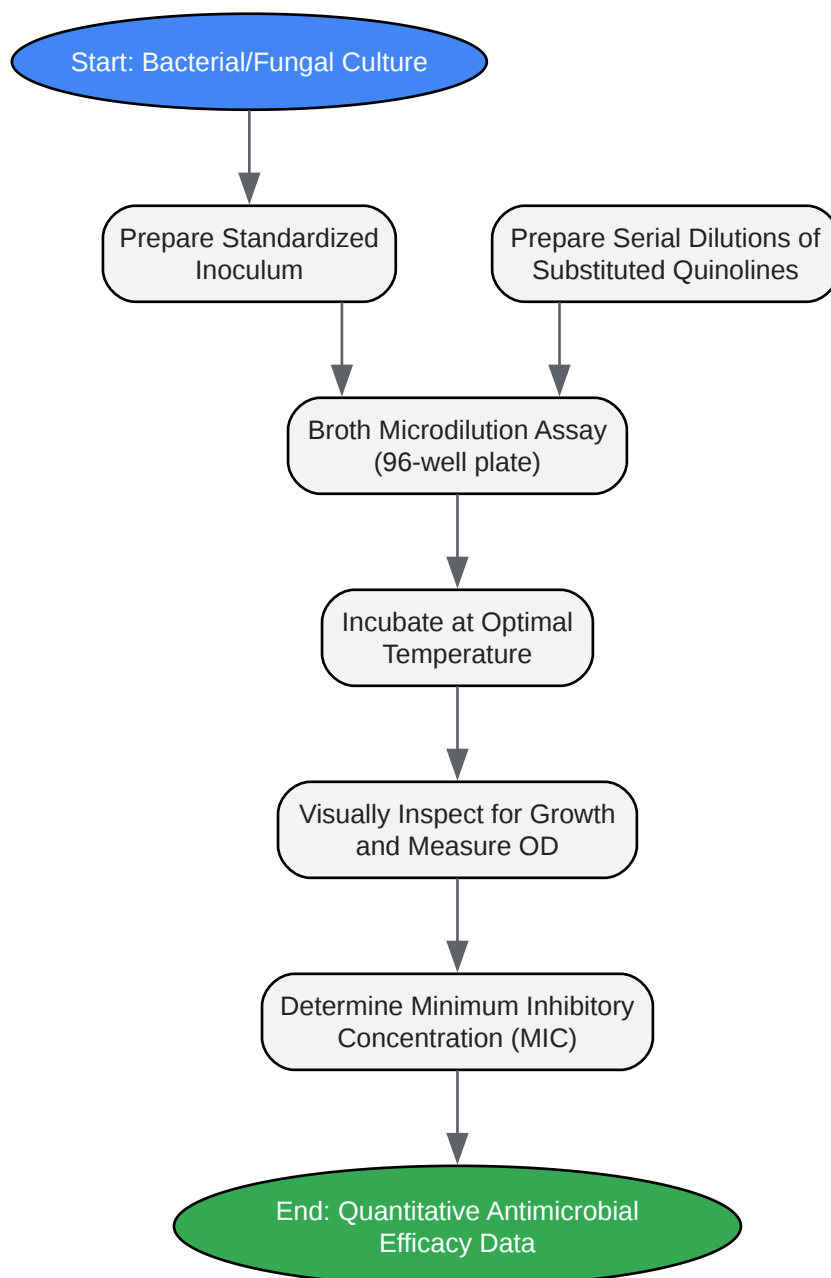 Start: Bacterial/Fungal Culture
Prepare Standardized
Inoculum
Prepare Serial Dilutions of
Substituted Quinolines
Broth Microdilution Assay
(96-well plate)
Incubate at Optimal
Temperature
Visually Inspect for Growth
and Measure OD
Determine Minimum Inhibitory
Concentration (MIC)
End: Quantitative Antimicrobial
Efficacy Data